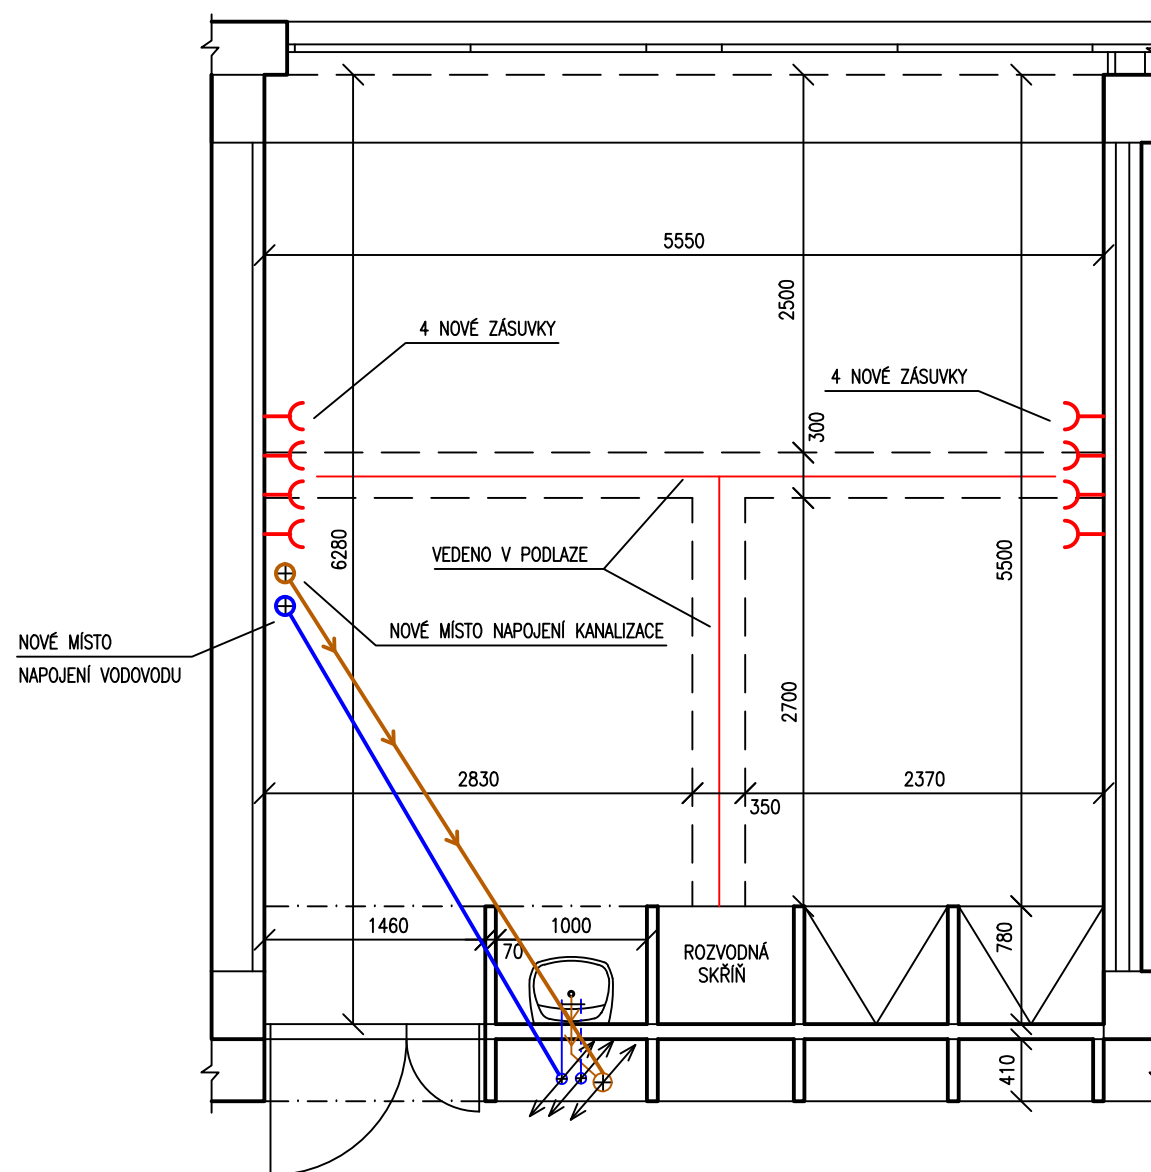 5550
2500
4 NOVÉ ZÁSUVKY
4 NOVÉ ZÁSUVKY
300
6280
5500
VEDENO V PODLAZE
NOVÉ MÍSTO NAPOJENÍ KANALIZACE
NOVÉ MÍSTO
NAPOJENÍ VODOVODU
2700
2830
350
2370
1460
70
1000
ROZVODNÁ
SKŘÍŇ
780
410